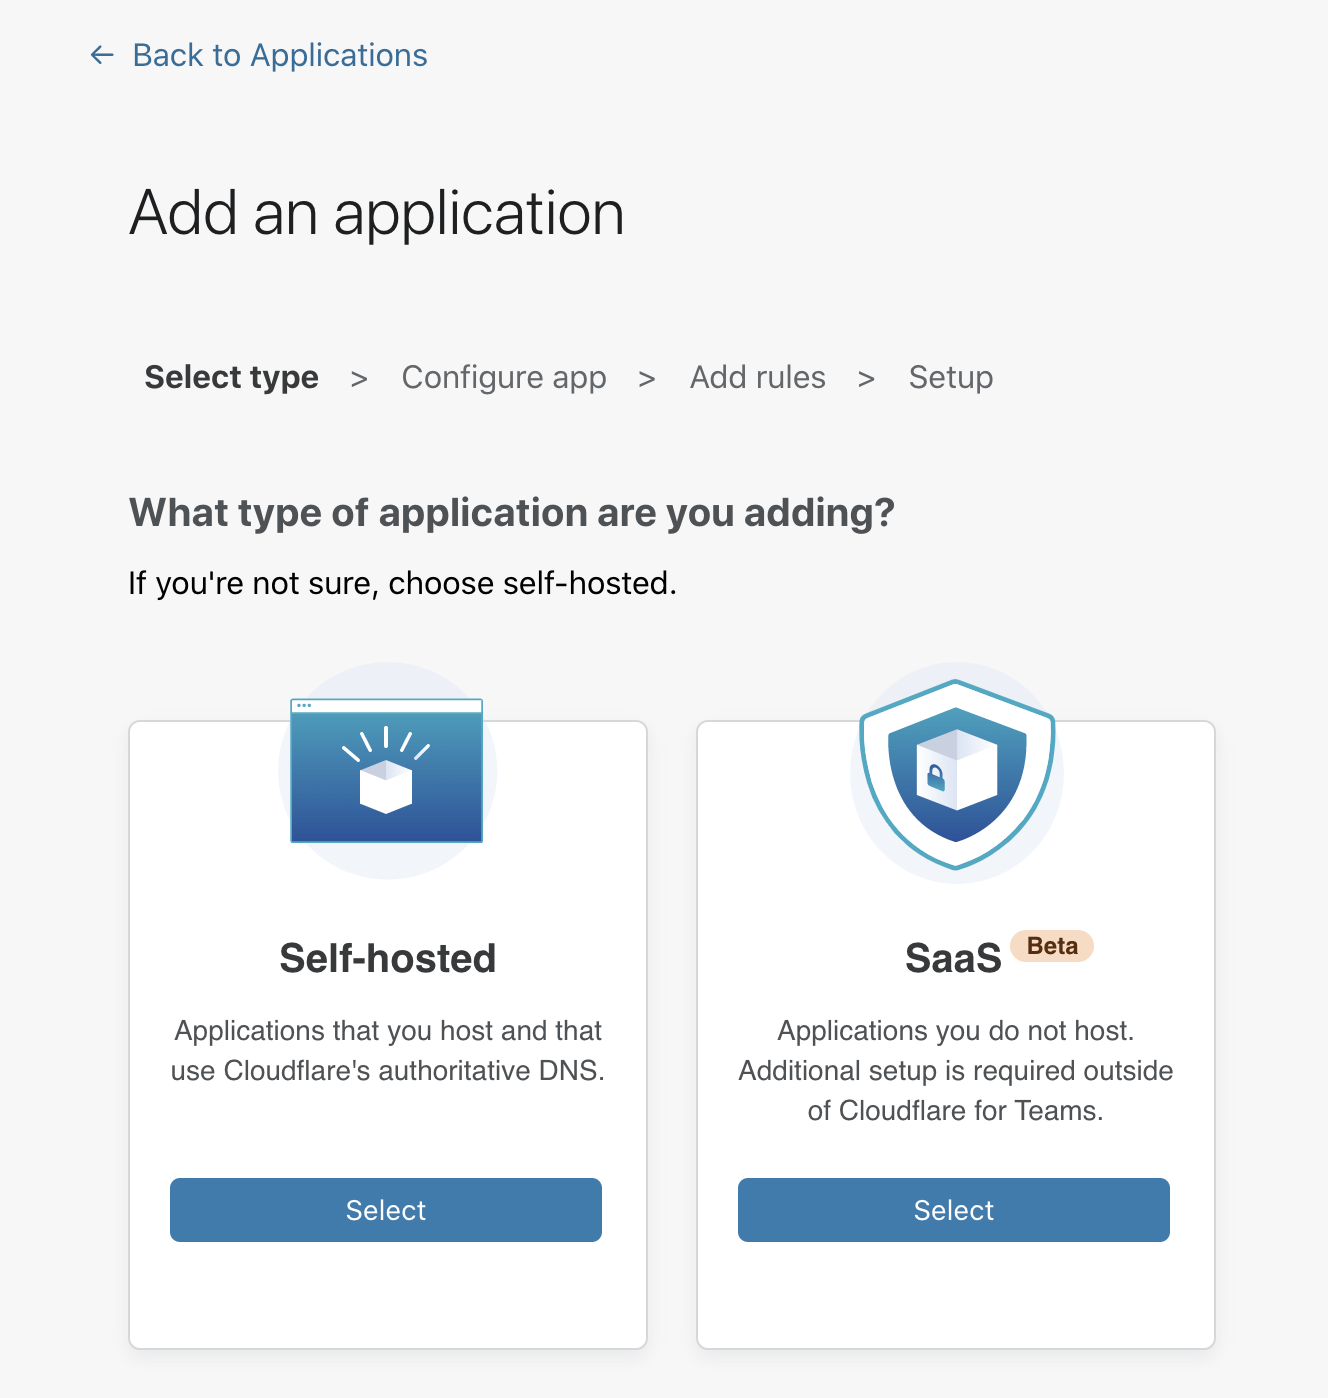 ← Back to Applications
Add an application
Select type > Configure app > Add rules > Setup
What type of application are you adding?
If you're not sure, choose self-hosted.
Self-hosted
Applications that you host and that
use Cloudflare's authoritative DNS.
Select
SaaS Beta
Applications you do not host.
Additional setup is required outside
of Cloudflare for Teams.
Select